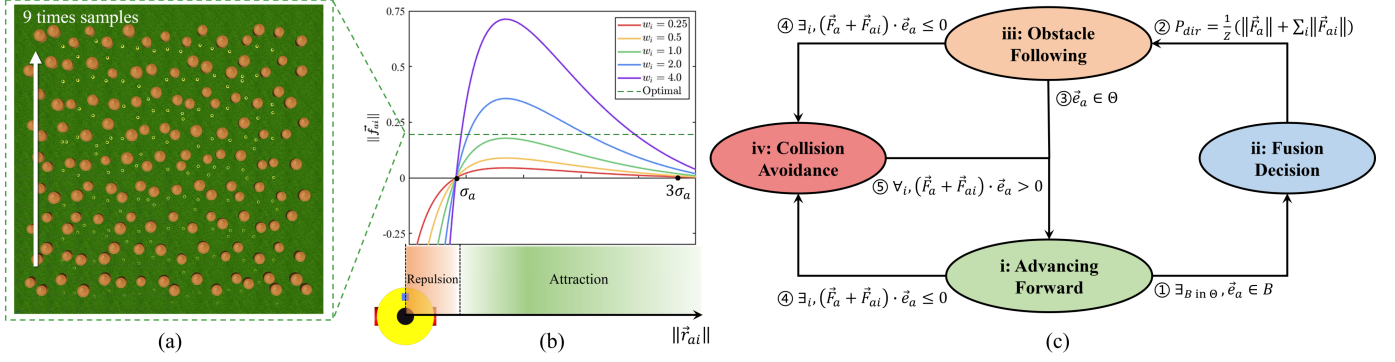 9 times samples
(a)
0.75
0.5
0.25
0
-0.25
‖f⃗ₐᵢ‖
wᵢ = 0.25
wᵢ = 0.5
wᵢ = 1.0
wᵢ = 2.0
wᵢ = 4.0
Optimal
σₐ
3σₐ
Repulsion
Attraction
‖r⃗ₐᵢ‖
(b)
④ ∃ᵢ, (F⃗ₐ + F⃗ₐᵢ) · e⃗ₐ ≤ 0
iii: Obstacle
Following
② P_dir = 1/Z (‖F⃗ₐ‖ + ∑ᵢ‖F⃗ₐᵢ‖)
③ e⃗ₐ ∈ Θ
iv: Collision
Avoidance
ii: Fusion
Decision
⑤ ∀ᵢ, (F⃗ₐ + F⃗ₐᵢ) · e⃗ₐ > 0
i: Advancing
Forward
④ ∃ᵢ, (F⃗ₐ + F⃗ₐᵢ) · e⃗ₐ ≤ 0
① ∃_B in Θ, e⃗ₐ ∈ B
(c)